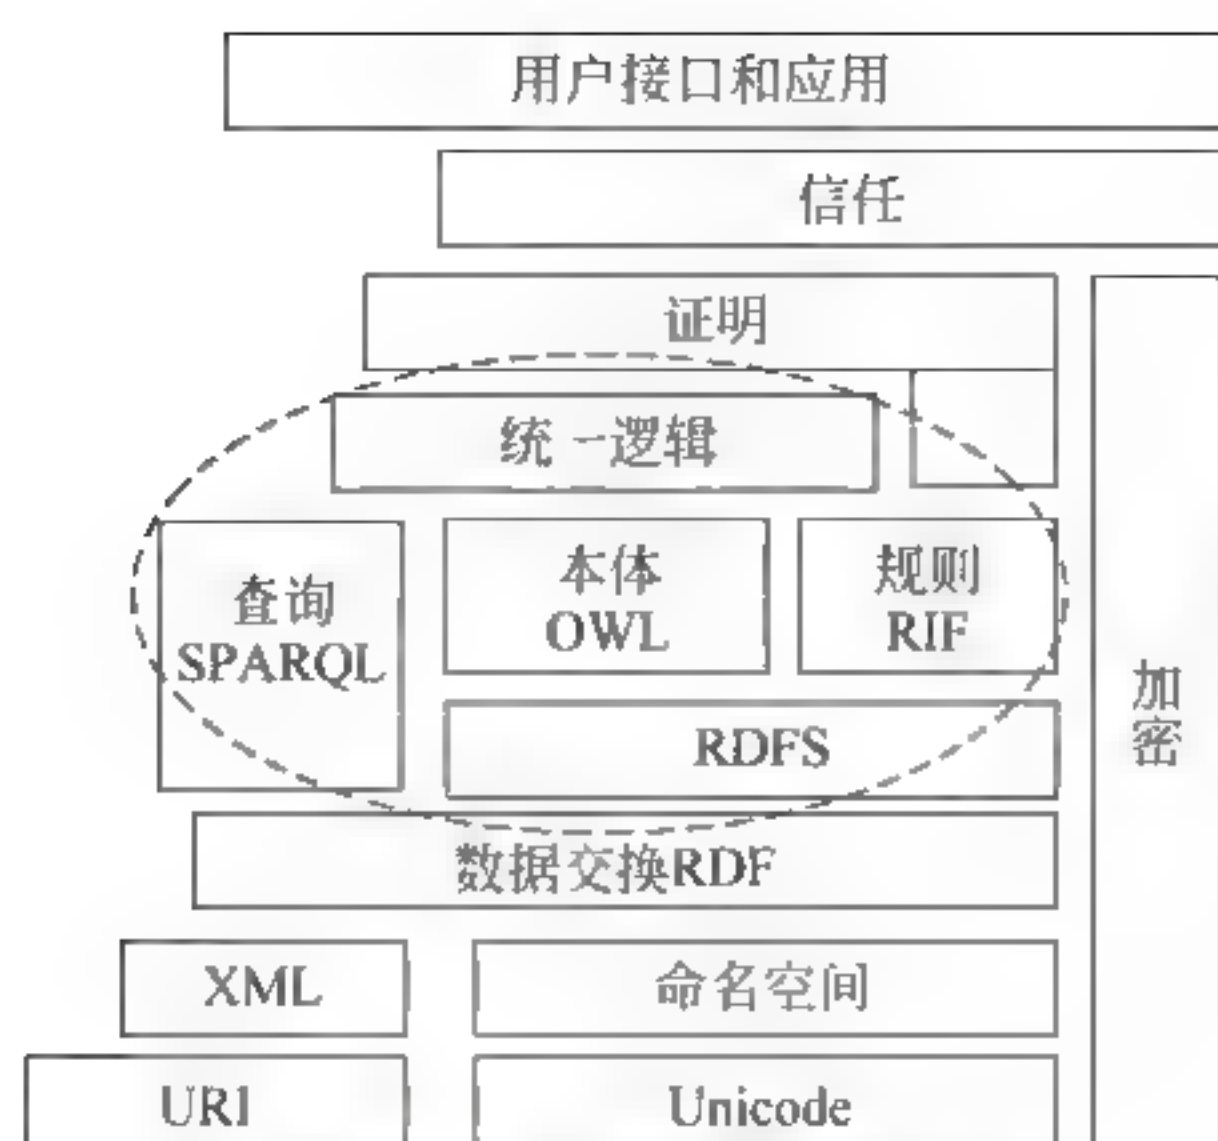 用户接口和应用
信任
证明
统一逻辑
查询
SPARQL
本体
OWL
规则
RIF
RDFS
加
密
数据交换RDF
XML
命名空间
URI
Unicode